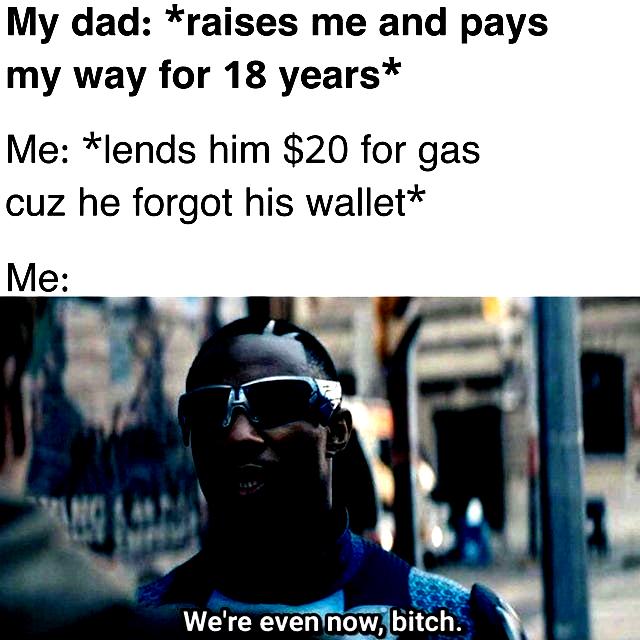 My dad: *raises me and pays
my way for 18 years*
Me: *lends him $20 for gas
cuz he forgot his wallet*
Me:
We're even now, bitch.